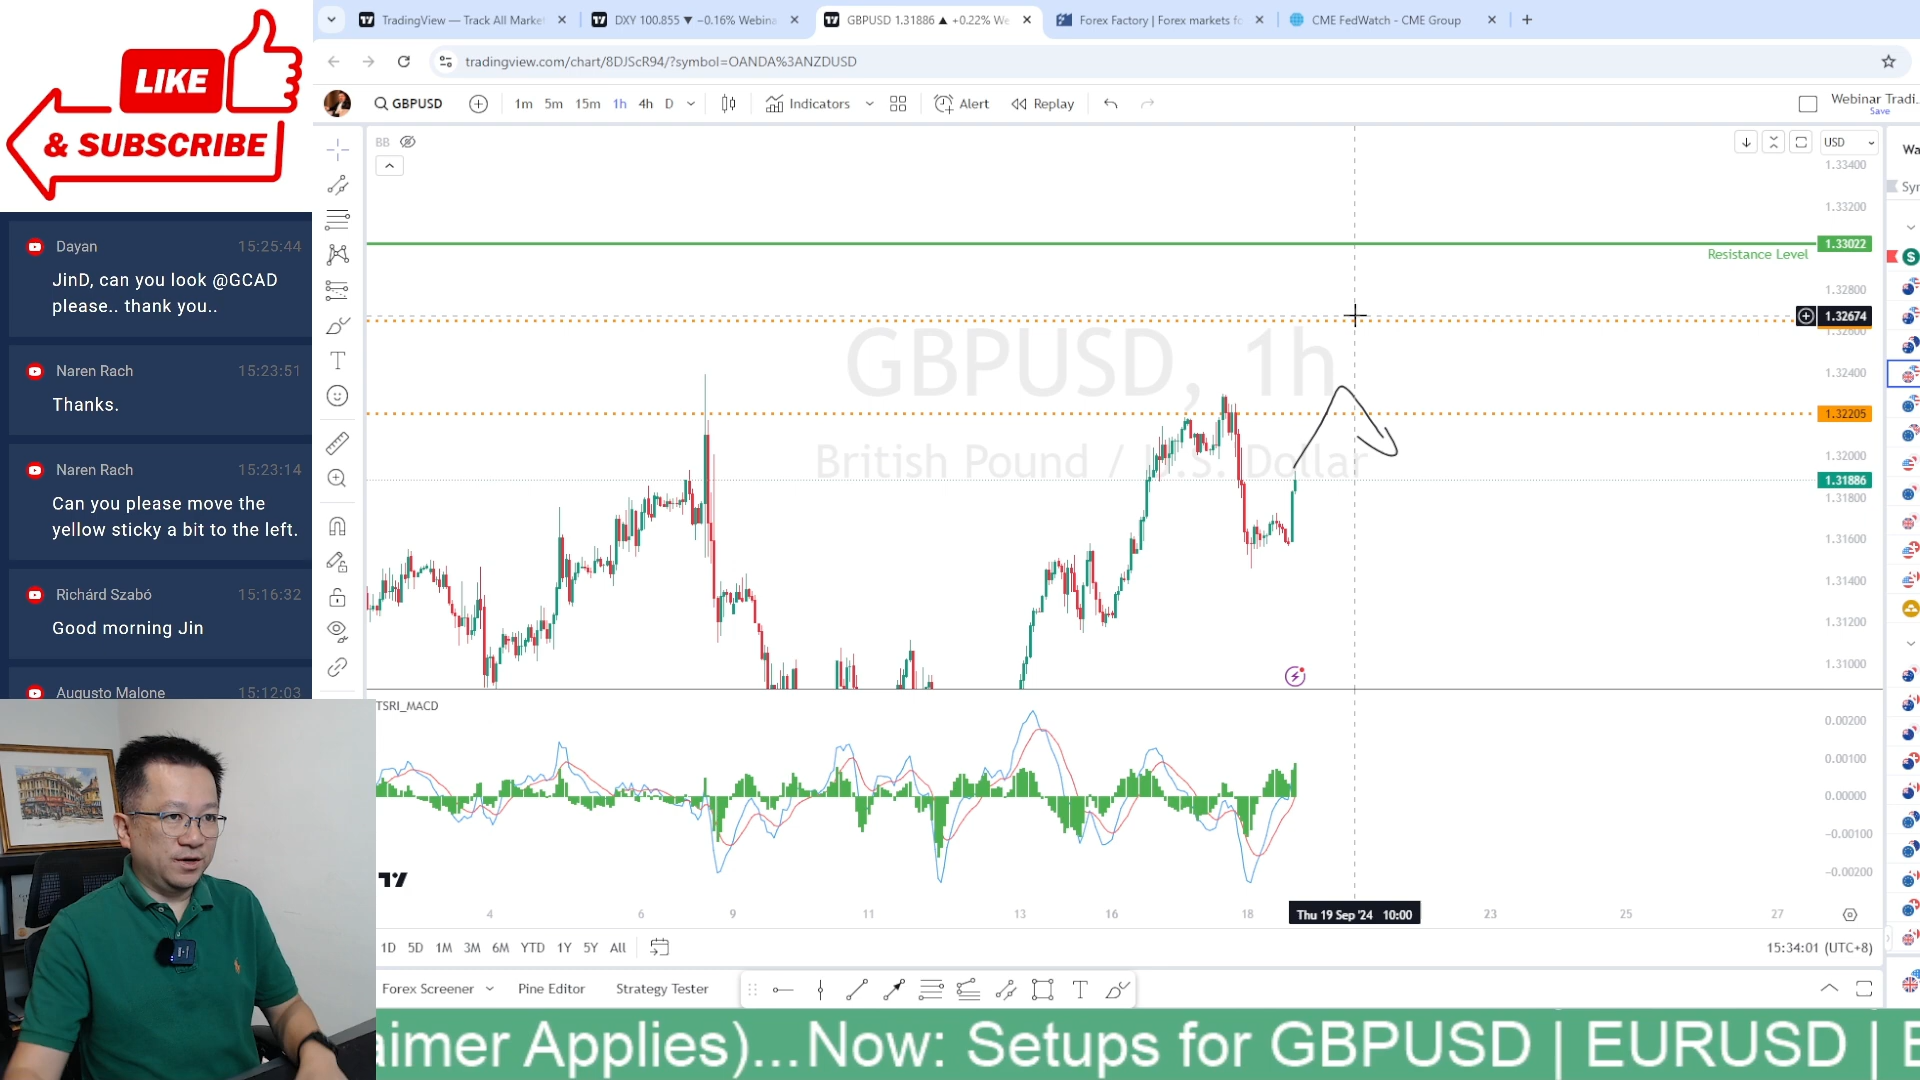 LIKE
& SUBSCRIBE
Dayan 15:25:44
JinD, can you look @GCAD
please.. thank you..
Naren Rach 15:23:51
Thanks.
Naren Rach 15:23:14
Can you please move the
yellow sticky a bit to the left.
Richárd Szabó 15:16:32
Good morning Jin
Augusto Malone 15:12:03
TradingView — Track All Marke
DXY 100.855 ▼ −0.16% Webina
GBPUSD 1.31886 ▲ +0.22% We
Forex Factory | Forex markets fo
CME FedWatch - CME Group
tradingview.com/chart/8DJScR94/?symbol=OANDA%3ANZDUSD
GBPUSD 1m 5m 15m 1h 4h D Indicators Alert Replay
Webinar Tradi..
Save
BB
USD
Wa
Syr
1.33400
1.33200
1.33022
Resistance Level
1.32800
1.32674
1.32600
1.32400
1.32205
1.32000
1.31886
1.31800
1.31600
1.31400
1.31200
1.31000
GBPUSD, 1h
British Pound / U.S. Dollar
TSRI_MACD
0.00200
0.00100
0.00000
−0.00100
−0.00200
4 6 9 11 13 16 18 Thu 19 Sep '24 10:00 23 25 27
1D 5D 1M 3M 6M YTD 1Y 5Y All
15:34:01 (UTC+8)
Forex Screener Pine Editor Strategy Tester
aimer Applies)...Now: Setups for GBPUSD | EURUSD |